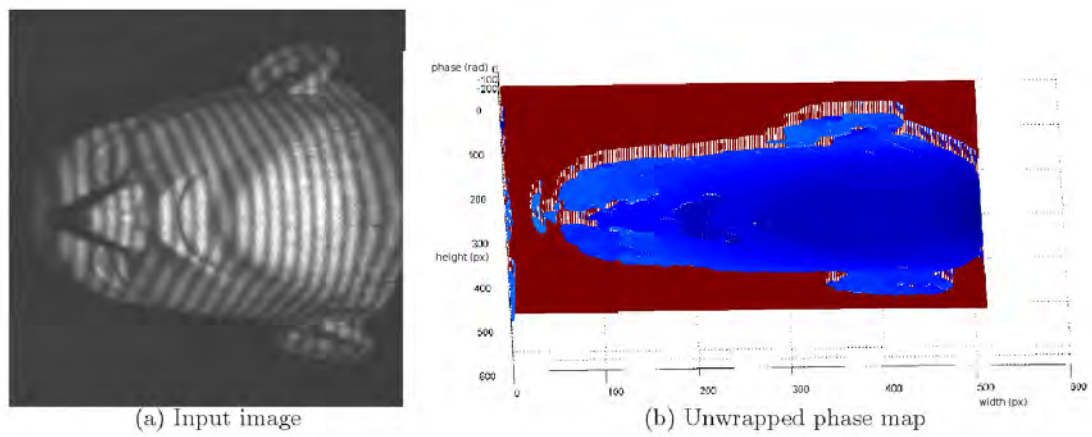 phase (rad) 0
-100
-200
0
100
200
300
height (px)
400
500
600
0 100 200 300 400 500 600
width (px)
(a) Input image
(b) Unwrapped phase map